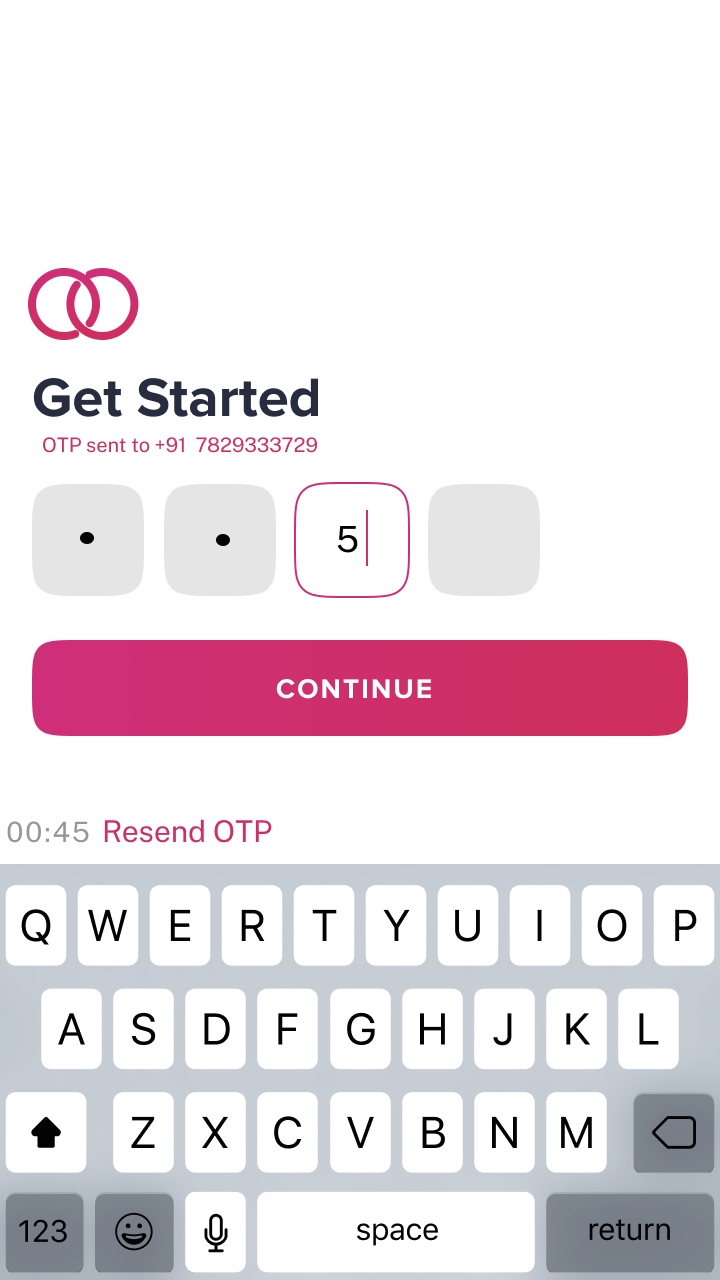 Get Started
OTP sent to +91 7829333729
5
CONTINUE
00:45 Resend OTP
Q W E R T Y U I O P
A S D F G H J K L
Z X C V B N M
123 space return